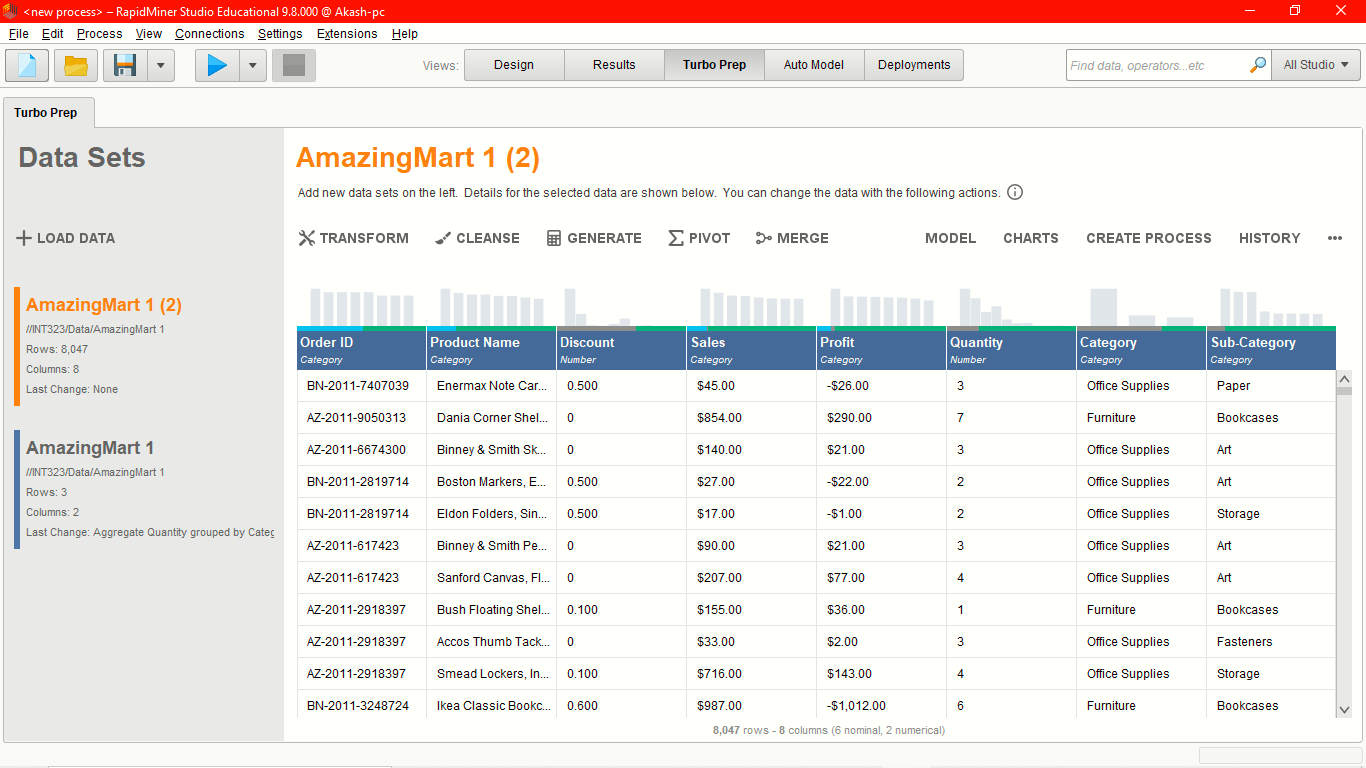 <new process> – RapidMiner Studio Educational 9.8.000 @ Akash-pc
File Edit Process View Connections Settings Extensions Help
Views: Design Results Turbo Prep Auto Model Deployments Find data, operators...etc All Studio
Turbo Prep
Data Sets
LOAD DATA
AmazingMart 1 (2)
//INT323/Data/AmazingMart 1
Rows: 8,047
Columns: 8
Last Change: None
AmazingMart 1
//INT323/Data/AmazingMart 1
Rows: 3
Columns: 2
Last Change: Aggregate Quantity grouped by Categ
AmazingMart 1 (2)
Add new data sets on the left. Details for the selected data are shown below. You can change the data with the following actions.
TRANSFORM CLEANSE GENERATE PIVOT MERGE MODEL CHARTS CREATE PROCESS HISTORY
Order ID Product Name Discount Sales Profit Quantity Category Sub-Category
Category Category Number Category Category Number Category Category
BN-2011-7407039 Enermax Note Car... 0.500 $45.00 -$26.00 3 Office Supplies Paper
AZ-2011-9050313 Dania Corner Shel... 0 $854.00 $290.00 7 Furniture Bookcases
AZ-2011-6674300 Binney & Smith Sk... 0 $140.00 $21.00 3 Office Supplies Art
BN-2011-2819714 Boston Markers, E... 0.500 $27.00 -$22.00 2 Office Supplies Art
BN-2011-2819714 Eldon Folders, Sin... 0.500 $17.00 -$1.00 2 Office Supplies Storage
AZ-2011-617423 Binney & Smith Pe... 0 $90.00 $21.00 3 Office Supplies Art
AZ-2011-617423 Sanford Canvas, Fl... 0 $207.00 $77.00 4 Office Supplies Art
AZ-2011-2918397 Bush Floating Shel... 0.100 $155.00 $36.00 1 Furniture Bookcases
AZ-2011-2918397 Accos Thumb Tack... 0 $33.00 $2.00 3 Office Supplies Fasteners
AZ-2011-2918397 Smead Lockers, In... 0.100 $716.00 $143.00 4 Office Supplies Storage
BN-2011-3248724 Ikea Classic Bookc... 0.600 $987.00 -$1,012.00 6 Furniture Bookcases
8,047 rows - 8 columns (6 nominal, 2 numerical)